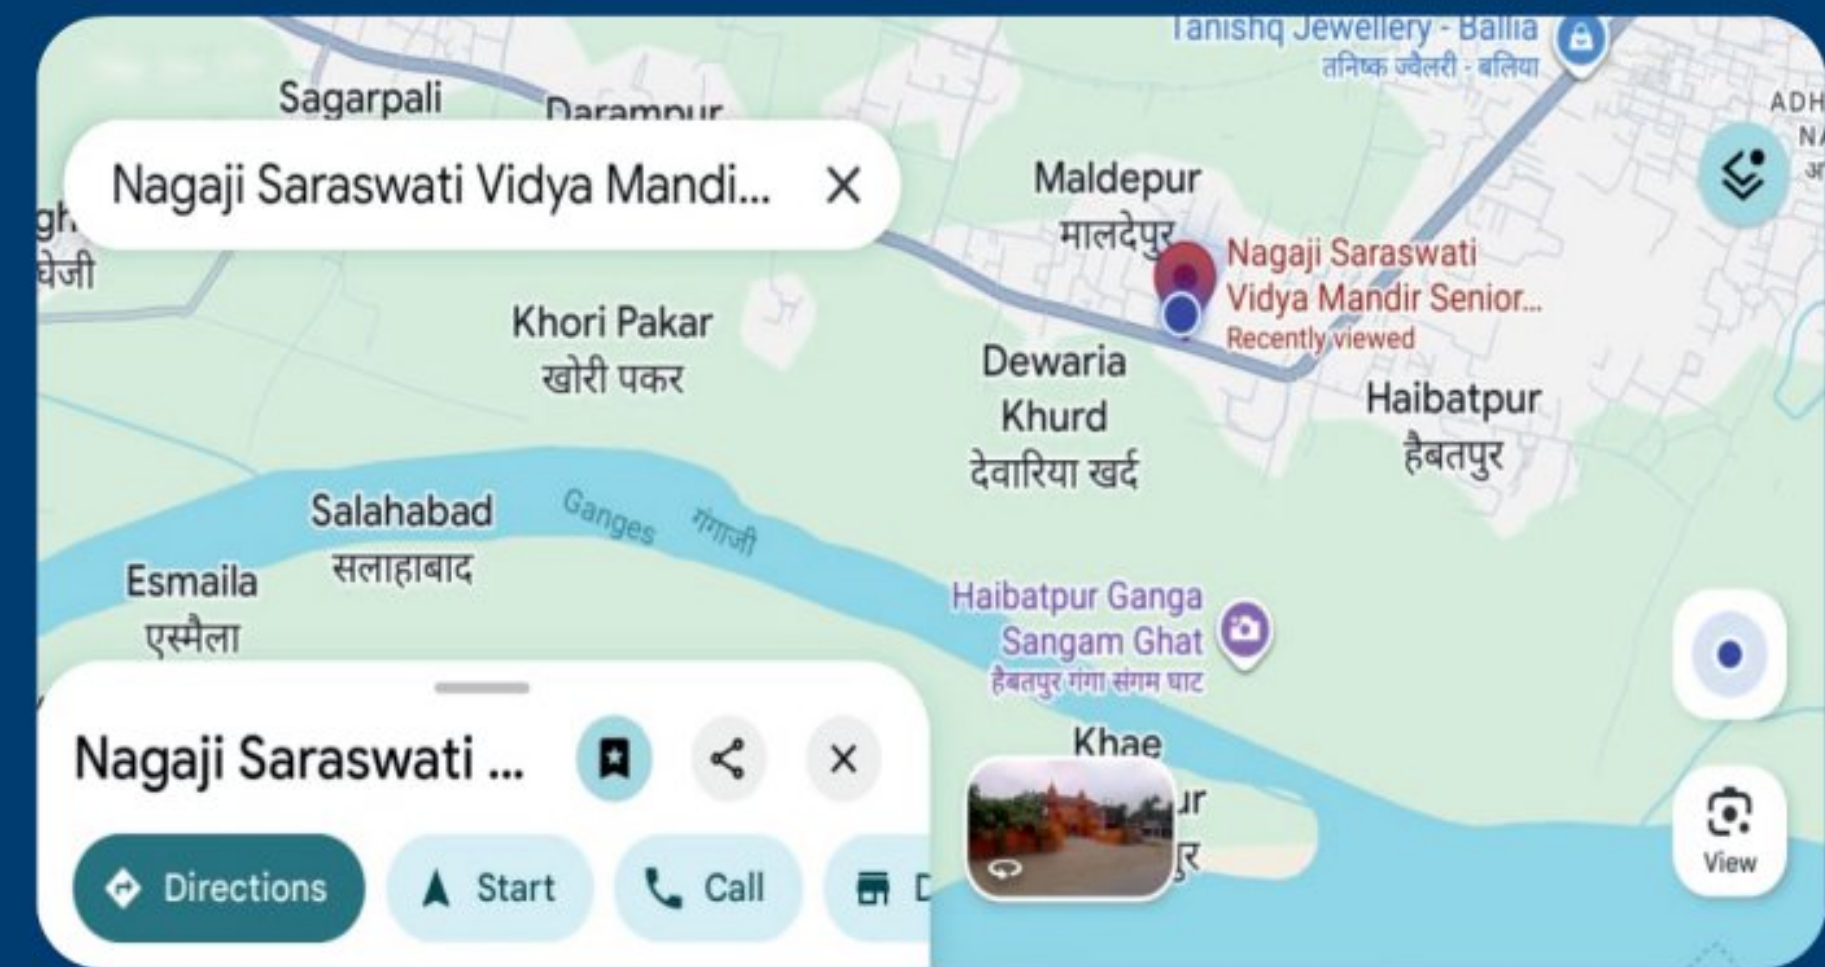 Tanishq Jewellery - Ballia
तनिष्क ज्वैलरी - बलिया
Sagarpali
Darampur
ADH
Nagaji Saraswati Vidya Mandi...
Maldepur
मालदेपुर
Nagaji Saraswati
Vidya Mandir Senior...
Recently viewed
Khori Pakar
खोरी पकर
Dewaria
Khurd
देवारिया खर्द
Haibatpur
हैबतपुर
Salahabad
सलाहाबाद
Ganges गंगाजी
Esmaila
एस्मैला
Haibatpur Ganga
Sangam Ghat
हैबतपुर गंगा संगम घाट
Khae
Nagaji Saraswati ...
Directions
Start
Call
View